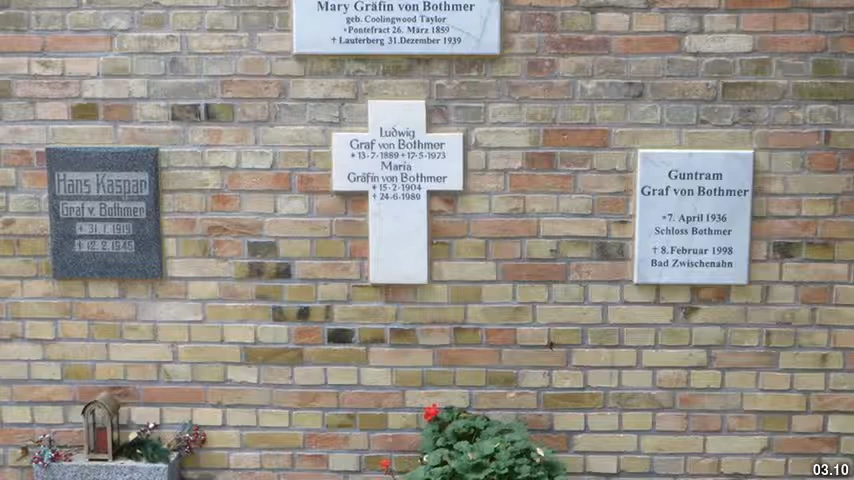 Mary Gräfin von Bothmer
geb. Coolingwood Taylor
*Pontefract 26. März 1859
† Lauterberg 31.Dezember 1939
Hans Kaspar
Graf v. Bothmer
* 31.1.1919
† 12.2.1945
Ludwig
Graf von Bothmer
* 13-7-1889 + 17-5-1973
Maria
Gräfin von Bothmer
* 15-2-1904
† 24-6-1989
Guntram
Graf von Bothmer
*7. April 1936
Schloss Bothmer
† 8. Februar 1998
Bad Zwischenahn
03.10